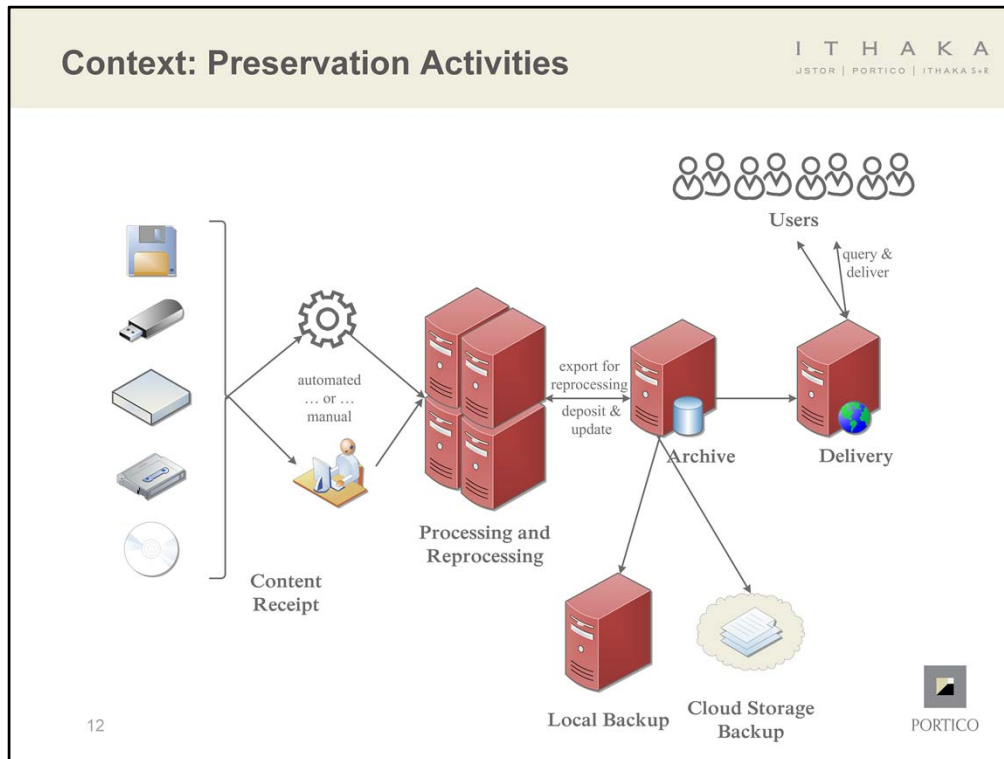 Context: Preservation Activities
ITHAKA
JSTOR | PORTICO | ITHAKA S+R
Users
query &
deliver
automated
... or ...
manual
export for
reprocessing
deposit &
update
Archive
Delivery
Processing and
Reprocessing
Content
Receipt
Local Backup
Cloud Storage
Backup
12
PORTICO